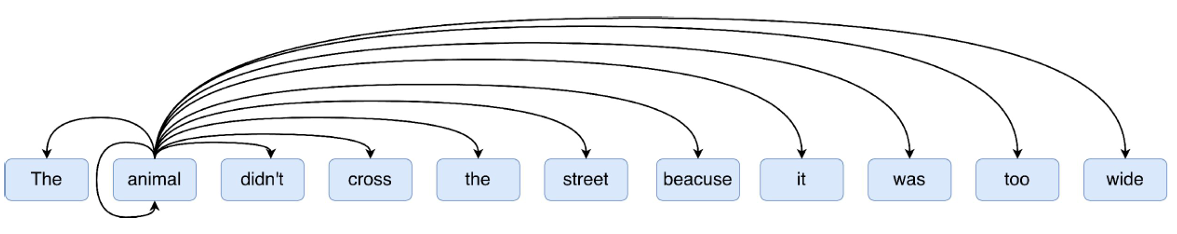 The animal didn't cross the street beacuse it was too wide